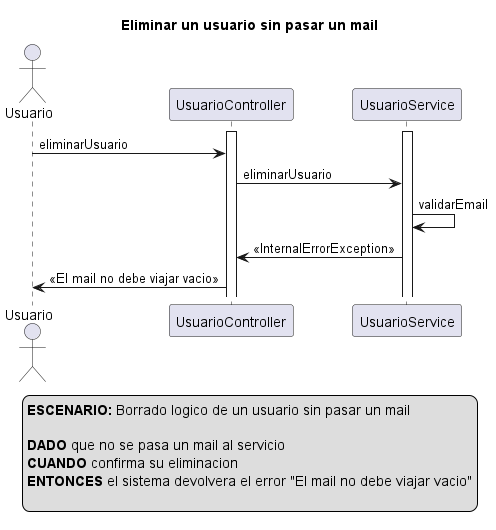 Eliminar un usuario sin pasar un mail
Usuario
UsuarioController
UsuarioService
eliminarUsuario
eliminarUsuario
validarEmail
«InternalErrorException»
«El mail no debe viajar vacio»
Usuario
UsuarioController
UsuarioService
ESCENARIO: Borrado logico de un usuario sin pasar un mail
DADO que no se pasa un mail al servicio
CUANDO confirma su eliminacion
ENTONCES el sistema devolvera el error "El mail no debe viajar vacio"